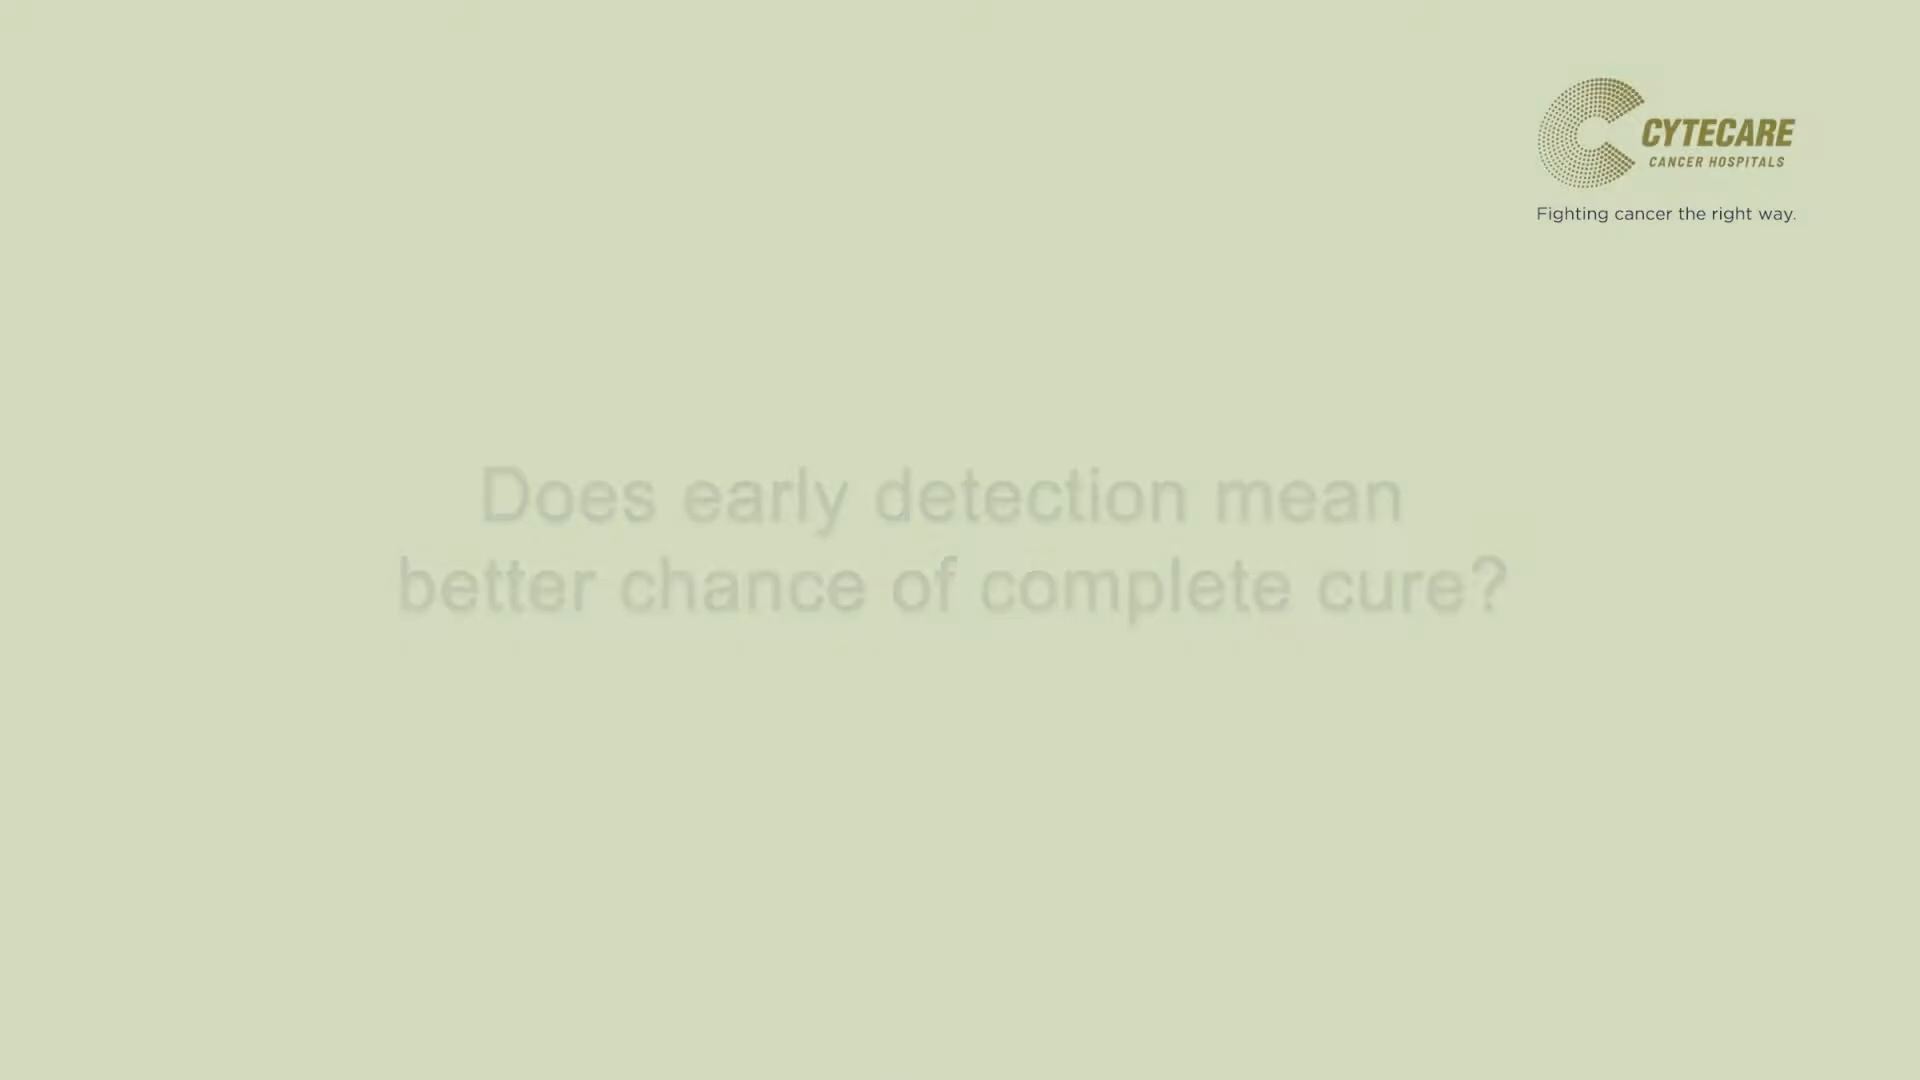 CYTECARE
CANCER HOSPITALS
Fighting cancer the right way.
Does early detection mean
better chance of complete cure?